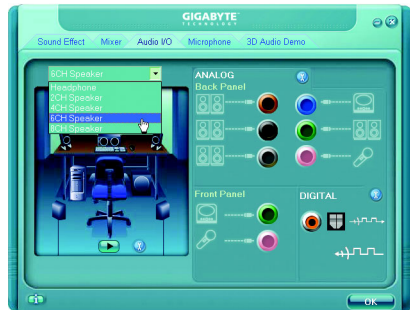 GIGABYTE
TECHNOLOGY
Sound Effect
Mixer
Audio I/O
Microphone
3D Audio Demo
6CH Speaker
Headphone
2CH Speaker
4CH Speaker
6CH Speaker
8CH Speaker
ANALOG
Back Panel
Front Panel
DIGITAL
OK